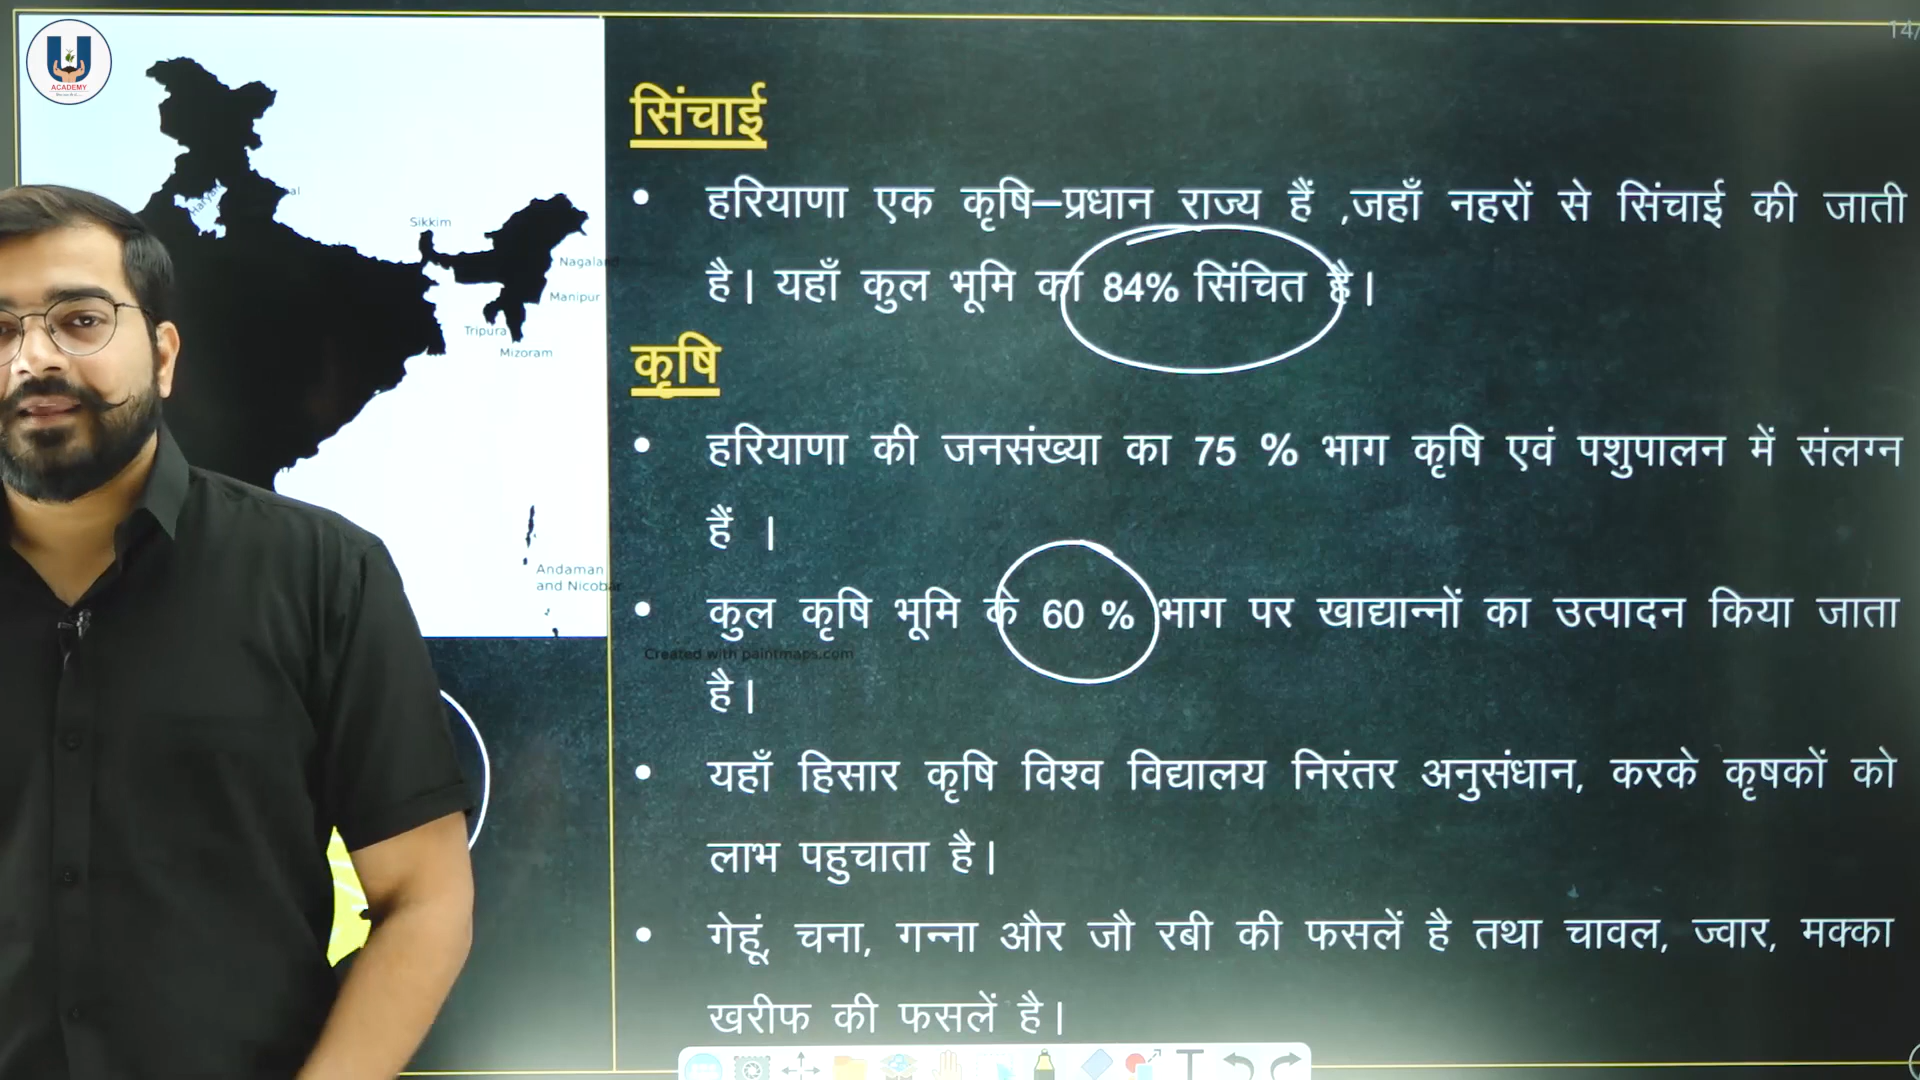 U
ACADEMY
14/
सिंचाई
• हरियाणा एक कृषि–प्रधान राज्य हैं ,जहाँ नहरों से सिंचाई की जाती
है। यहाँ कुल भूमि का 84% सिंचित है।
कृषि
• हरियाणा की जनसंख्या का 75 % भाग कृषि एवं पशुपालन में संलग्न
हैं ।
• कुल कृषि भूमि के 60 % भाग पर खाद्यान्नों का उत्पादन किया जाता
है।
• यहाँ हिसार कृषि विश्व विद्यालय निरंतर अनुसंधान, करके कृषकों को
लाभ पहुचाता है।
• गेहूं, चना, गन्ना और जौ रबी की फसलें है तथा चावल, ज्वार, मक्का
खरीफ की फसलें है।
Haryana
Sikkim
Nagaland
Manipur
Tripura
Mizoram
Andaman
and Nicobar
Created with paintmaps.com
T